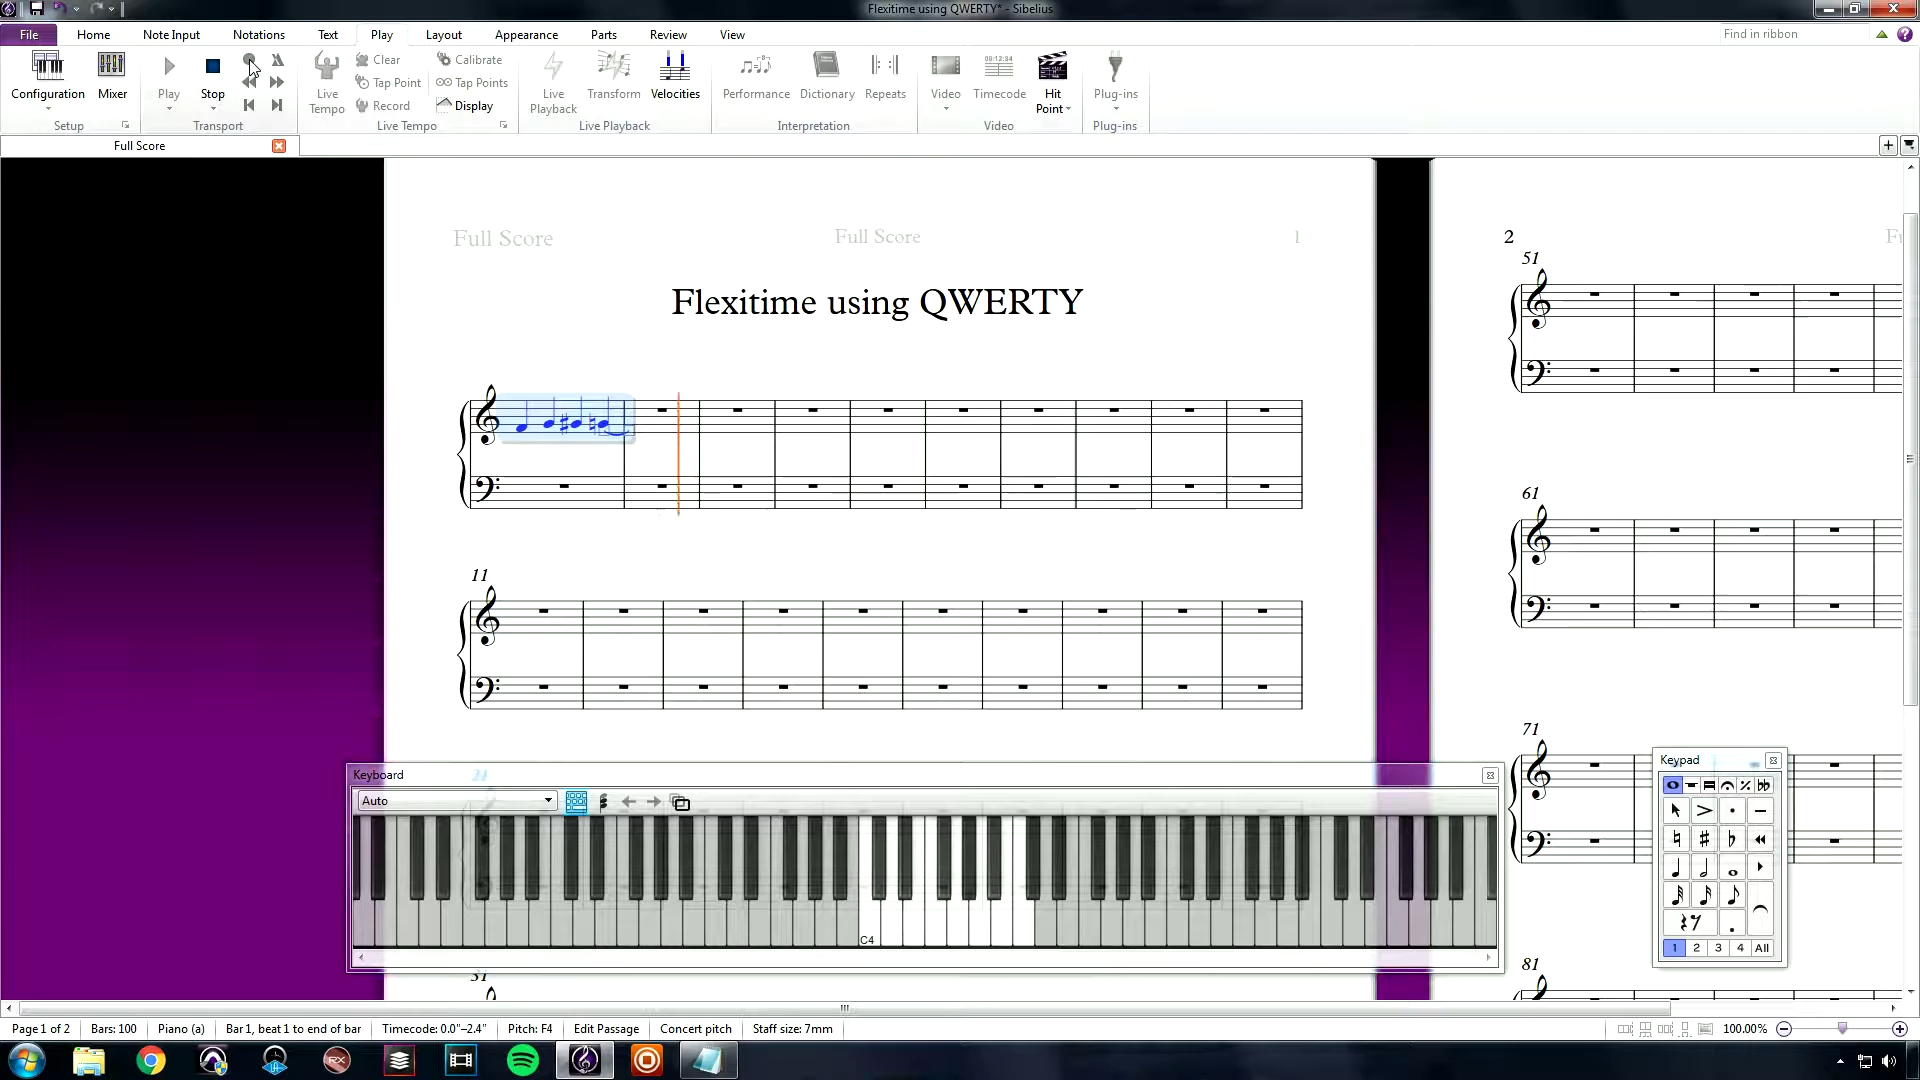 Flexitime using QWERTY* - Sibelius
File Home Note Input Notations Text Play Layout Appearance Parts Review View Find in ribbon
Clear Calibrate
Tap Point Tap Points
Configuration Mixer Play Stop Live Tempo Live Playback Transform Velocities Performance Dictionary Repeats Video Timecode Hit Point Plug-ins
Record Display
Setup Transport Live Tempo Live Playback Interpretation Video Plug-ins
Full Score
Full Score Full Score 1
2
51
Flexitime using QWERTY
61
11
71
Keyboard 21
Keypad
Auto
C4
1 2 3 4 All
31
81
Page 1 of 2 Bars: 100 Piano (a) Bar 1, beat 1 to end of bar Timecode: 0.0"–2.4" Pitch: F4 Edit Passage Concert pitch Staff size: 7mm 100.00%
RX